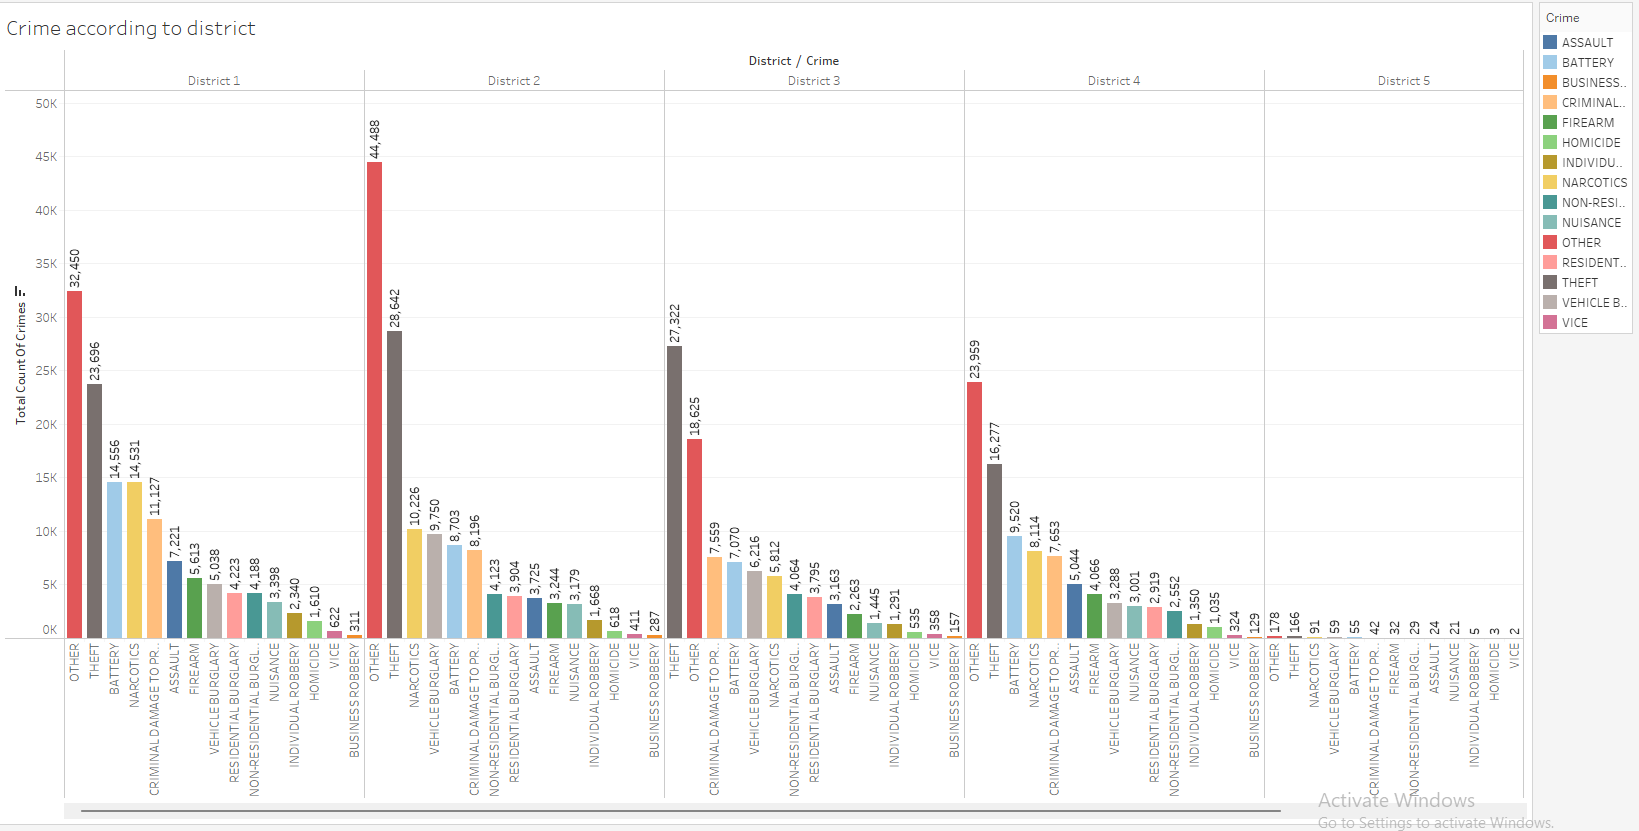 Crime according to district
District / Crime
District 1
District 2
District 3
District 4
District 5
Total Count Of Crimes
50K
45K
40K
35K
30K
25K
20K
15K
10K
5K
0K
32,450
23,696
14,556
14,531
11,127
7,221
5,613
5,038
4,223
4,188
3,398
2,340
1,610
622
311
OTHER
THEFT
BATTERY
NARCOTICS
CRIMINAL DAMAGE TO PR..
ASSAULT
FIREARM
VEHICLE BURGLARY
RESIDENTIAL BURGLARY
NON-RESIDENTIAL BURGL..
NUISANCE
INDIVIDUAL ROBBERY
HOMICIDE
VICE
BUSINESS ROBBERY
44,488
28,642
10,226
9,750
8,703
8,196
4,123
3,904
3,725
3,244
3,179
1,668
618
411
287
OTHER
THEFT
NARCOTICS
VEHICLE BURGLARY
BATTERY
CRIMINAL DAMAGE TO PR..
NON-RESIDENTIAL BURGL..
RESIDENTIAL BURGLARY
ASSAULT
FIREARM
NUISANCE
INDIVIDUAL ROBBERY
HOMICIDE
VICE
BUSINESS ROBBERY
27,322
18,625
7,559
7,070
6,216
5,812
4,064
3,795
3,163
2,263
1,445
1,291
535
358
157
THEFT
OTHER
CRIMINAL DAMAGE TO PR..
BATTERY
VEHICLE BURGLARY
NARCOTICS
NON-RESIDENTIAL BURGL..
RESIDENTIAL BURGLARY
ASSAULT
FIREARM
NUISANCE
INDIVIDUAL ROBBERY
HOMICIDE
VICE
BUSINESS ROBBERY
23,959
16,277
9,520
8,114
7,653
5,044
4,066
3,288
3,001
2,919
2,552
1,350
1,035
324
129
OTHER
THEFT
BATTERY
NARCOTICS
CRIMINAL DAMAGE TO PR..
ASSAULT
FIREARM
VEHICLE BURGLARY
NUISANCE
RESIDENTIAL BURGLARY
NON-RESIDENTIAL BURGL..
INDIVIDUAL ROBBERY
HOMICIDE
VICE
BUSINESS ROBBERY
178
166
91
59
55
42
32
29
24
21
5
3
2
OTHER
THEFT
NARCOTICS
VEHICLE BURGLARY
BATTERY
CRIMINAL DAMAGE TO PR..
FIREARM
NON-RESIDENTIAL BURGL..
ASSAULT
NUISANCE
INDIVIDUAL ROBBERY
HOMICIDE
VICE
Crime
ASSAULT
BATTERY
BUSINESS..
CRIMINAL..
FIREARM
HOMICIDE
INDIVIDU..
NARCOTICS
NON-RESI..
NUISANCE
OTHER
RESIDENT..
THEFT
VEHICLE B..
VICE
Activate Windows
Go to Settings to activate Windows.